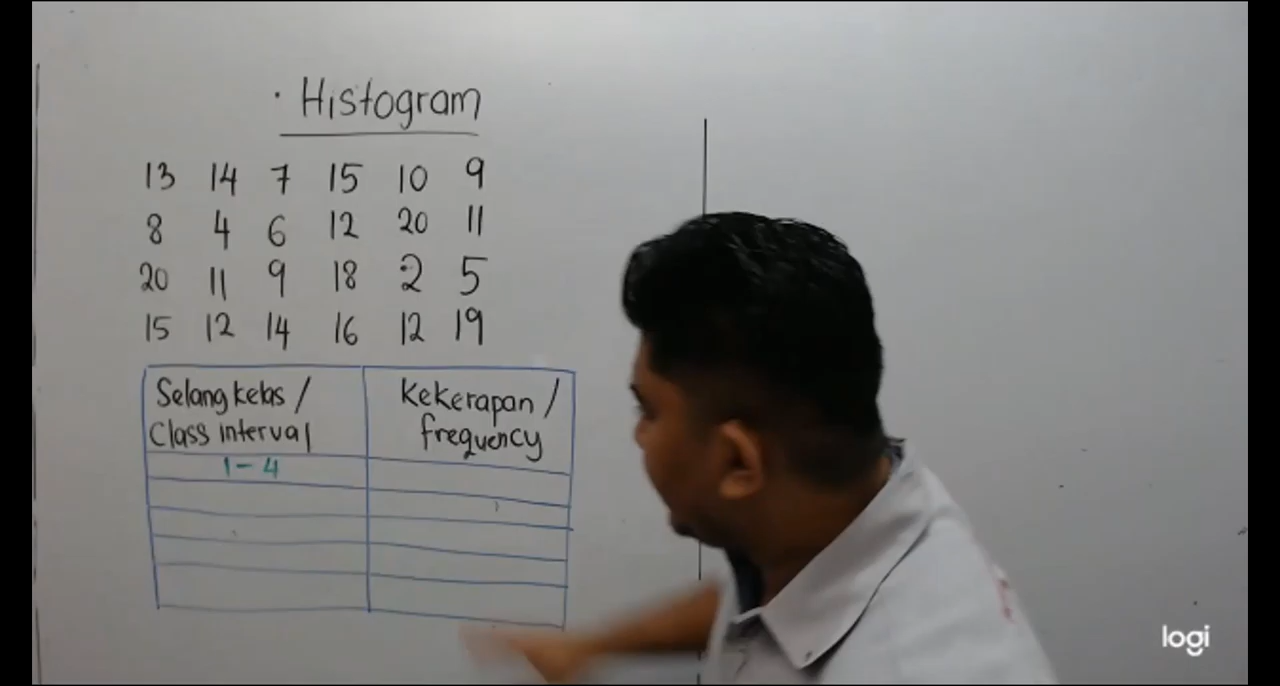 · Histogram
13 14 7 15 10 9
8 4 6 12 20 11
20 11 9 18 2 5
15 12 14 16 12 19
Selang kelas / Kekerapan /
Class interval frequency
1 - 4
logi